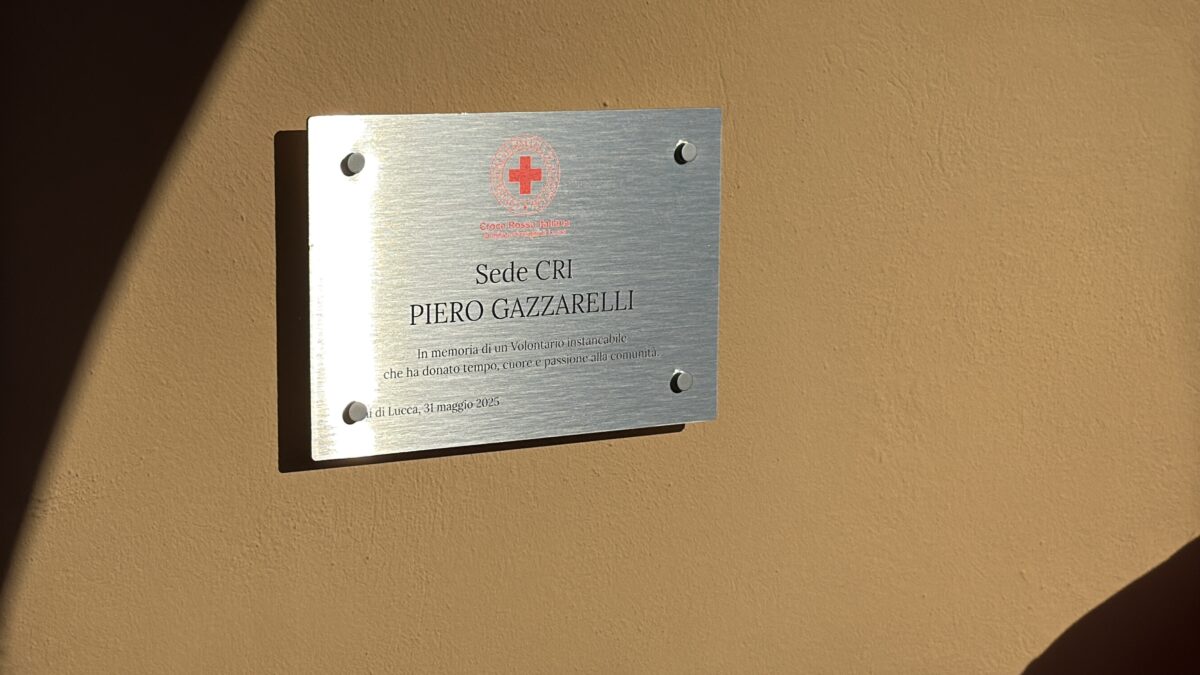 Croce Rossa Italiana
Sede CRI
PIERO GAZZARELLI
In memoria di un Volontario instancabile
che ha donato tempo, cuore e passione alla comunità.
di Lucca, 31 maggio 2025